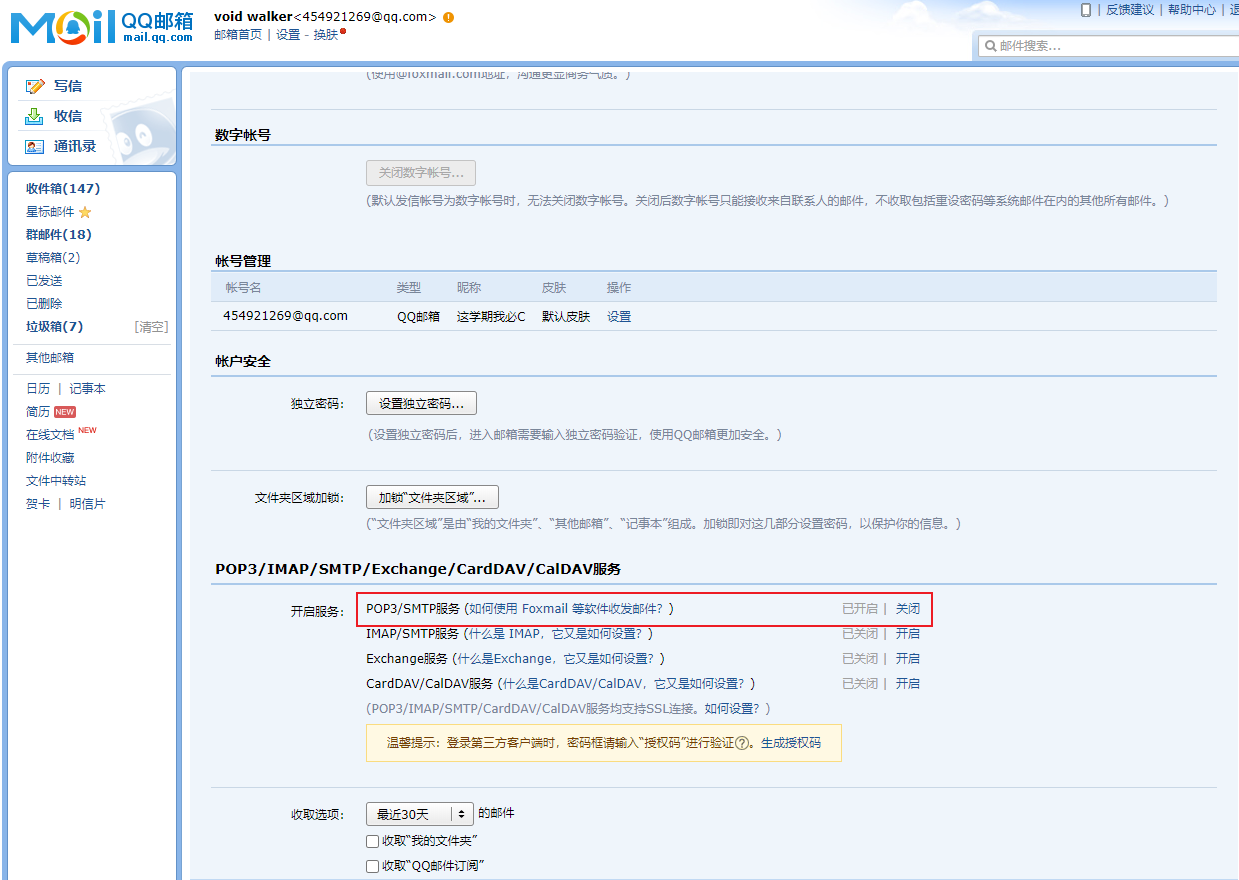 Mail QQ邮箱 mail.qq.com
void walker<454921269@qq.com>
邮箱首页 | 设置 - 换肤
反馈建议 | 帮助中心 |
邮件搜索...
写信
收信
通讯录
收件箱(147)
星标邮件
群邮件(18)
草稿箱(2)
已发送
已删除
垃圾箱(7) [清空]
其他邮箱
日历 | 记事本
简历 NEW
在线文档 NEW
附件收藏
文件中转站
贺卡 | 明信片
(使用@foxmail.com地址，沟通更显商务气质。)
数字帐号
关闭数字帐号...
(默认发信帐号为数字帐号时，无法关闭数字帐号。关闭后数字帐号只能接收来自联系人的邮件，不收取包括重设密码等系统邮件在内的其他所有邮件。)
帐号管理
帐号名 类型 昵称 皮肤 操作
454921269@qq.com QQ邮箱 这学期我必C 默认皮肤 设置
帐户安全
独立密码： 设置独立密码...
(设置独立密码后，进入邮箱需要输入独立密码验证，使用QQ邮箱更加安全。)
文件夹区域加锁： 加锁“文件夹区域”...
(“文件夹区域”是由“我的文件夹”、“其他邮箱”、“记事本”组成。加锁即对这几部分设置密码，以保护你的信息。)
POP3/IMAP/SMTP/Exchange/CardDAV/CalDAV服务
开启服务： POP3/SMTP服务 (如何使用 Foxmail 等软件收发邮件？) 已开启 | 关闭
IMAP/SMTP服务 (什么是 IMAP，它又是如何设置？) 已关闭 | 开启
Exchange服务 (什么是Exchange，它又是如何设置？) 已关闭 | 开启
CardDAV/CalDAV服务 (什么是CardDAV/CalDAV，它又是如何设置？) 已关闭 | 开启
(POP3/IMAP/SMTP/CardDAV/CalDAV服务均支持SSL连接。如何设置？)
温馨提示：登录第三方客户端时，密码框请输入“授权码”进行验证?。生成授权码
收取选项： 最近30天 的邮件
收取“我的文件夹”
收取“QQ邮件订阅”